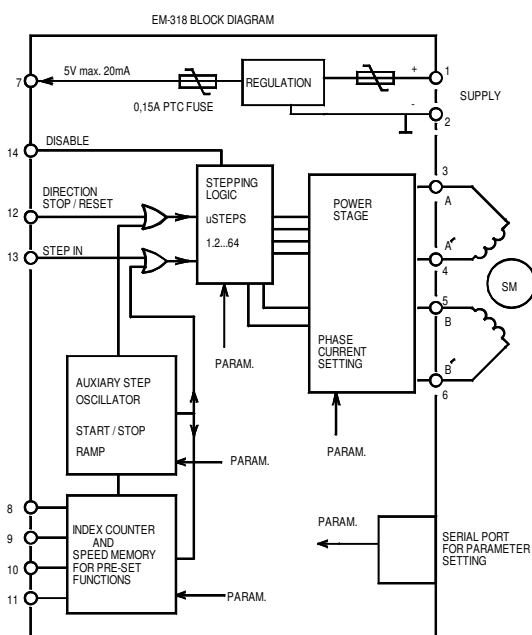 EM-318 BLOCK DIAGRAM
7
5V max. 20mA
0,15A PTC FUSE
REGULATION
+
1
-
2
SUPPLY
14
DISABLE
12
DIRECTION
STOP / RESET
13
STEP IN
STEPPING
LOGIC
uSTEPS
1.2...64
POWER
STAGE
PHASE
CURRENT
SETTING
3
A
A'
4
SM
5
B
B'
6
PARAM.
PARAM.
AUXIARY STEP
OSCILLATOR
START / STOP
RAMP
PARAM.
8
9
10
11
INDEX COUNTER
AND
SPEED MEMORY
FOR PRE-SET
FUNCTIONS
PARAM.
PARAM.
SERIAL PORT
FOR PARAMETER
SETTING